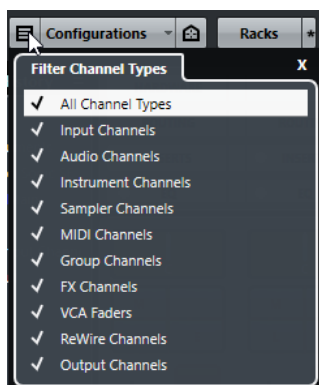 Configurations Racks *
Filter Channel Types X
All Channel Types
Input Channels
Audio Channels
Instrument Channels
Sampler Channels
MIDI Channels
Group Channels
FX Channels
VCA Faders
ReWire Channels
Output Channels